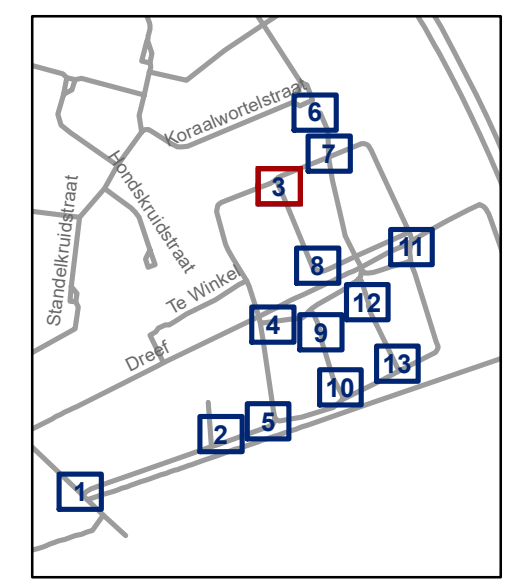 6
Koraalwortelstraat
7
3
Hondskruidstraat
Standelkruidstraat
11
8
Te Winkel
12
4
9
Dreef
13
10
5
2
1